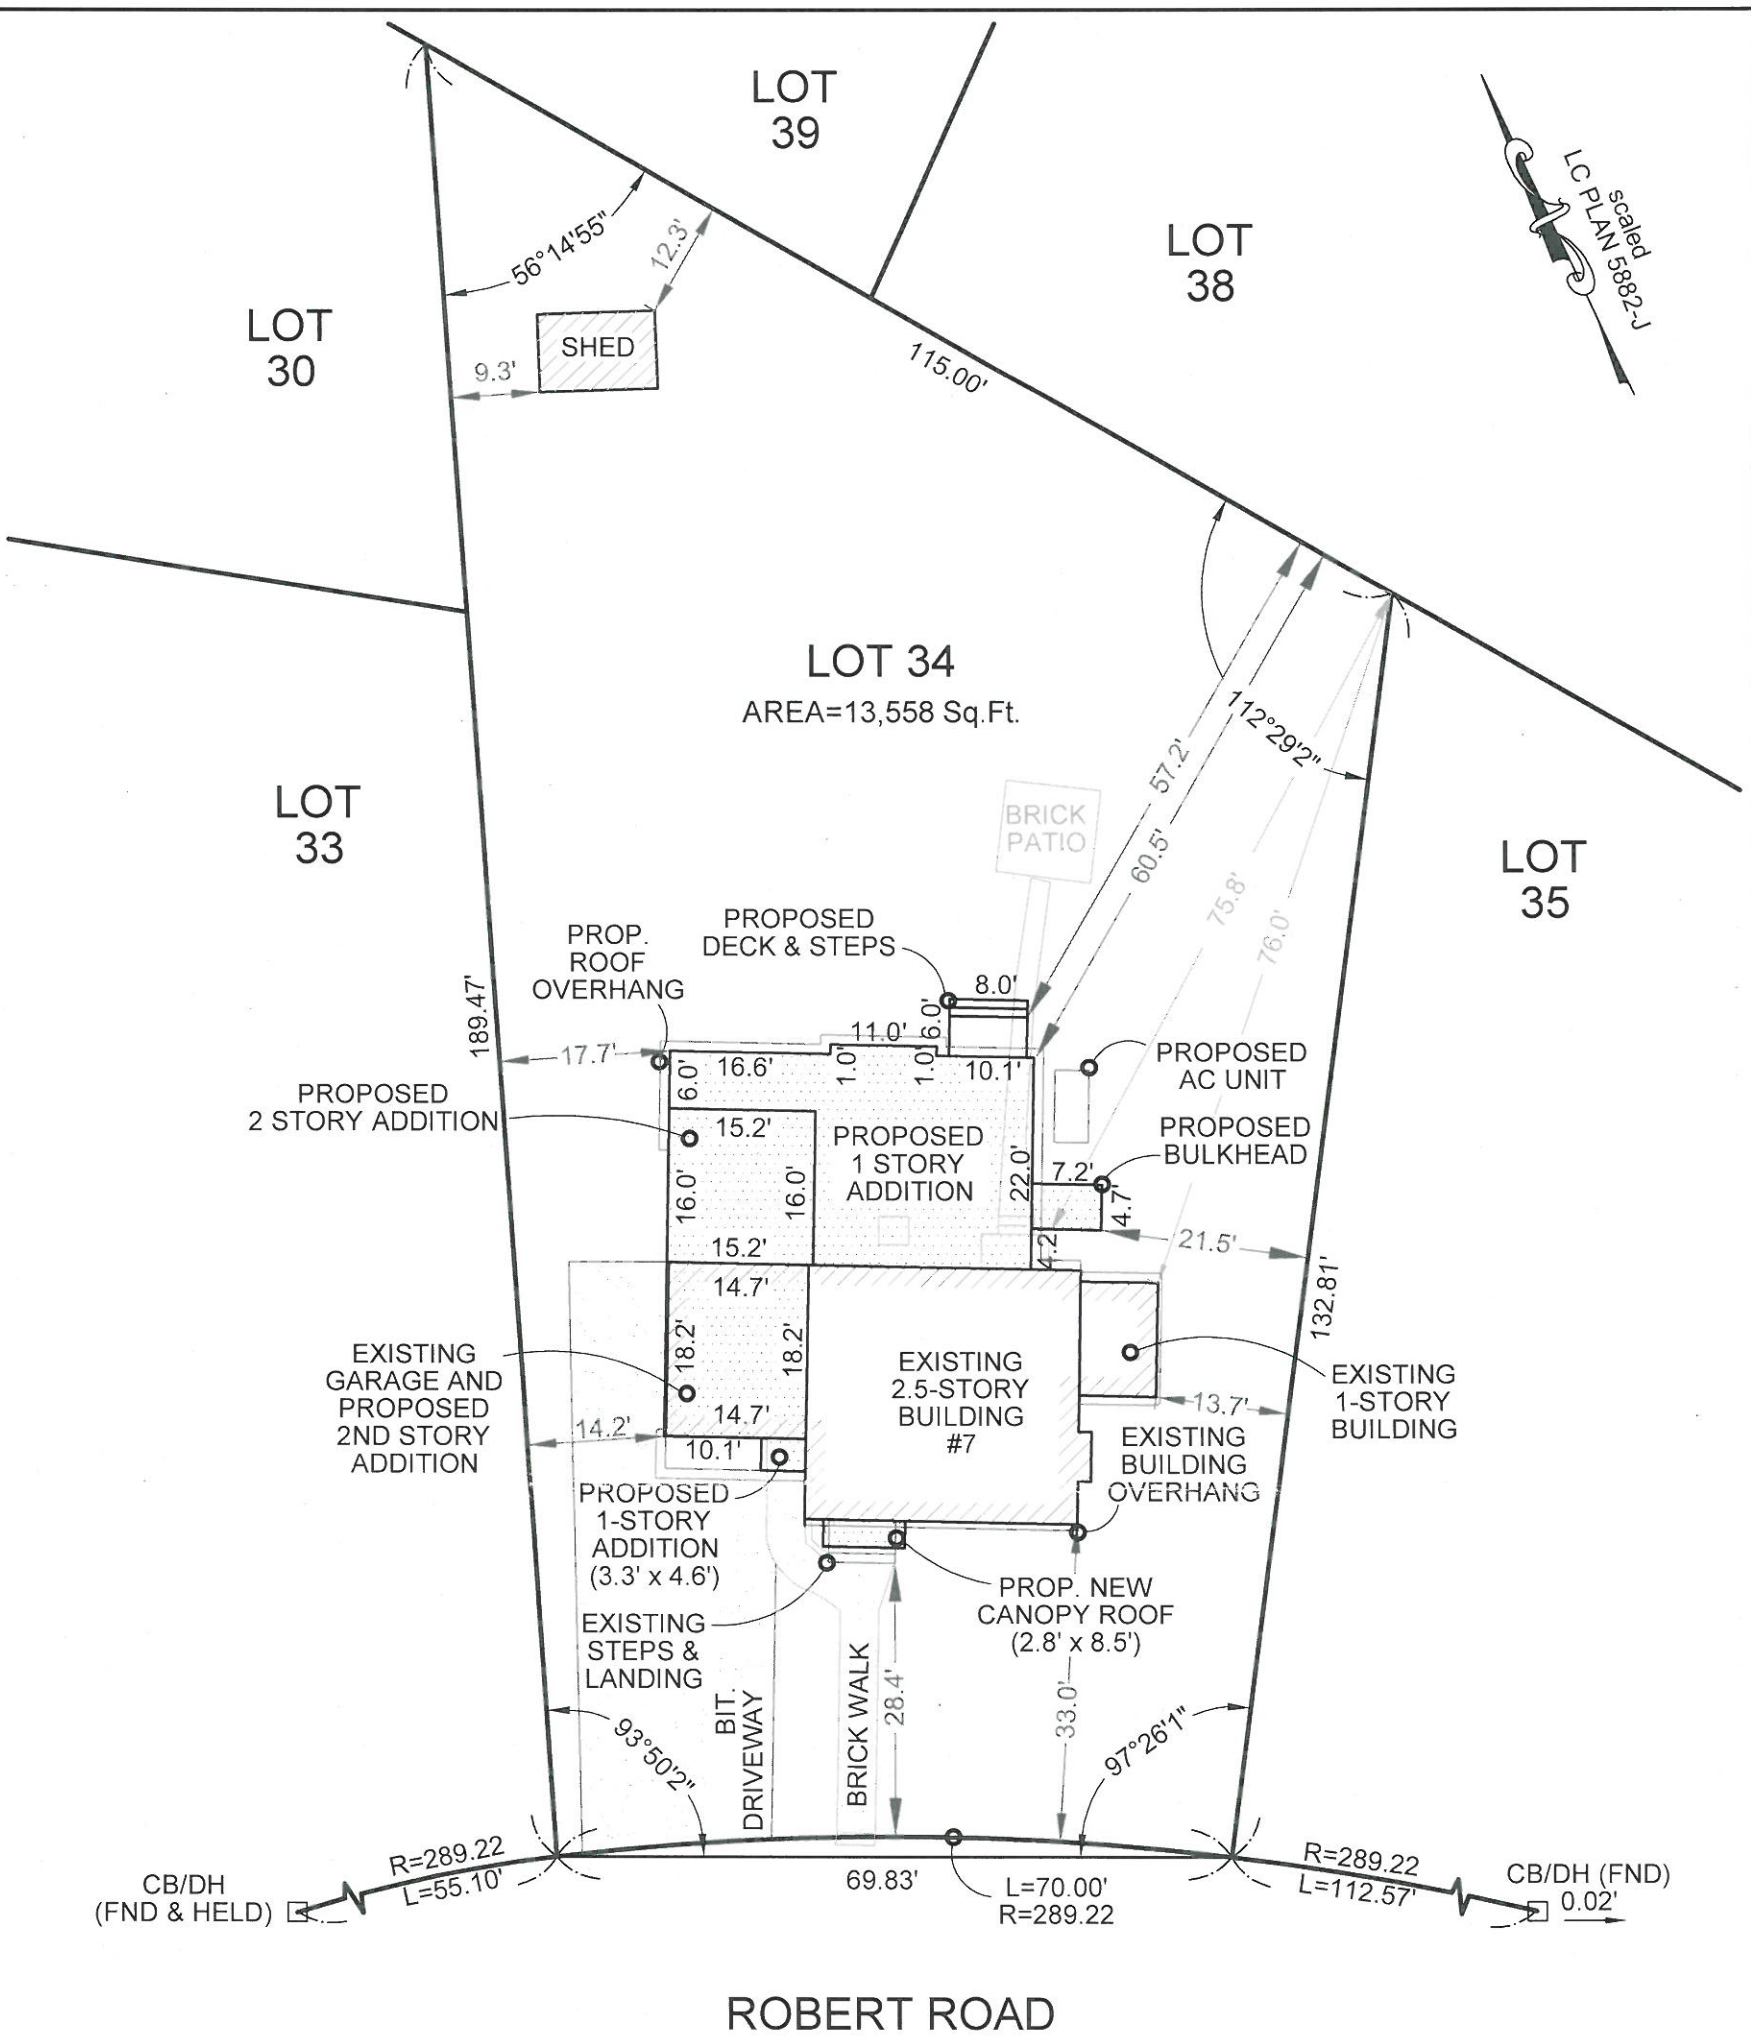 LOT
39
scaled
LC PLAN 5882-J
LOT
38
56°14'55"
12.3'
LOT
30
SHED
9.3'
115.00'
LOT 34
AREA=13,558 Sq.Ft.
112°29'2"
57.2'
60.5'
75.8'
76.0'
LOT
33
BRICK
PATIO
LOT
35
PROPOSED
DECK & STEPS
PROP.
ROOF
OVERHANG
189.47'
8.0'
6.0'
11.0'
17.7'
16.6'
1.0'
1.0'
10.1'
6.0'
PROPOSED
AC UNIT
PROPOSED
2 STORY ADDITION
15.2'
PROPOSED
1 STORY
ADDITION
16.0'
16.0'
22.0'
PROPOSED
BULKHEAD
7.2'
4.7'
4.2'
21.5'
15.2'
14.7'
132.81'
18.2'
18.2'
EXISTING
GARAGE AND
PROPOSED
2ND STORY
ADDITION
EXISTING
2.5-STORY
BUILDING
#7
EXISTING
1-STORY
BUILDING
13.7'
14.7'
14.2'
10.1'
EXISTING
BUILDING
OVERHANG
PROPOSED
1-STORY
ADDITION
(3.3' x 4.6')
PROP. NEW
CANOPY ROOF
(2.8' x 8.5')
EXISTING
STEPS &
LANDING
BIT.
DRIVEWAY
BRICK WALK
28.4'
33.0'
93°50'2"
97°26'1"
R=289.22
L=55.10'
CB/DH
(FND & HELD)
69.83'
L=70.00'
R=289.22
R=289.22
L=112.57'
CB/DH (FND)
0.02'
ROBERT ROAD